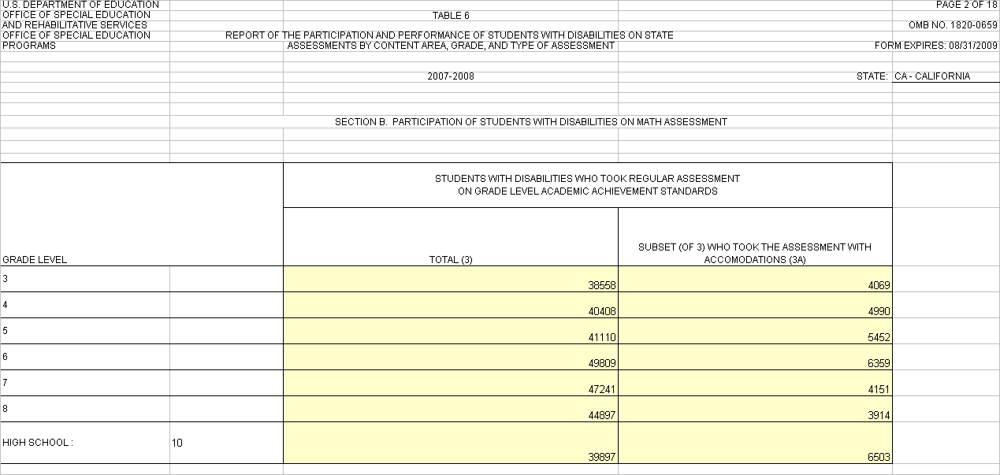 U.S. DEPARTMENT OF EDUCATION
OFFICE OF SPECIAL EDUCATION
AND REHABILITATIVE SERVICES
OFFICE OF SPECIAL EDUCATION
PROGRAMS
TABLE 6
REPORT OF THE PARTICIPATION AND PERFORMANCE OF STUDENTS WITH DISABILITIES ON STATE
ASSESSMENTS BY CONTENT AREA, GRADE, AND TYPE OF ASSESSMENT
2007-2008
PAGE 2 OF 18
OMB NO. 1820-0659
FORM EXPIRES: 08/31/2009
STATE: CA - CALIFORNIA
SECTION B. PARTICIPATION OF STUDENTS WITH DISABILITIES ON MATH ASSESSMENT
STUDENTS WITH DISABILITIES WHO TOOK REGULAR ASSESSMENT
ON GRADE LEVEL ACADEMIC ACHIEVEMENT STANDARDS
GRADE LEVEL
TOTAL (3)
SUBSET (OF 3) WHO TOOK THE ASSESSMENT WITH
ACCOMODATIONS (3A)
3 38558 4069
4 40408 4990
5 41110 5452
6 49809 6359
7 47241 4151
8 44897 3914
HIGH SCHOOL : 10 39897 6503